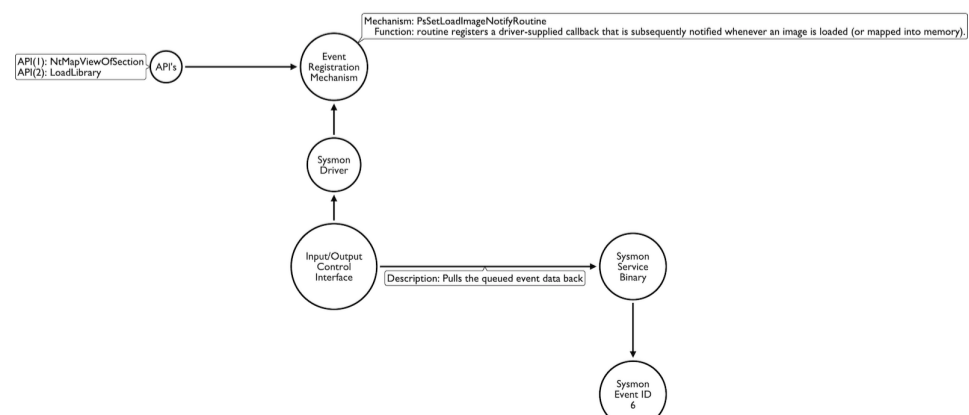 Mechanism: PsSetLoadImageNotifyRoutine
Function: routine registers a driver-supplied callback that is subsequently notified whenever an image is loaded (or mapped into memory).
API(1): NtMapViewOfSection
API(2): LoadLibrary
API's
Event
Registration
Mechanism
Sysmon
Driver
Input/Output
Control
Interface
Description: Pulls the queued event data back
Sysmon
Service
Binary
Sysmon
Event ID
6